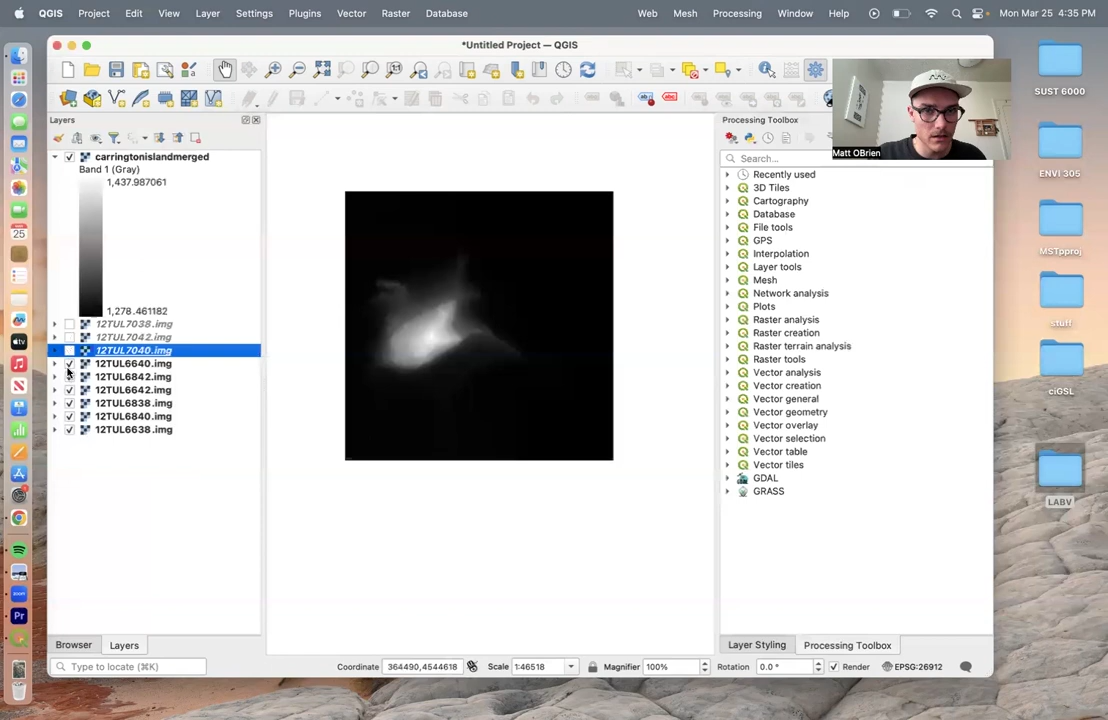 QGIS Project Edit View Layer Settings Plugins Vector Raster Database Web Mesh Processing Window Help Mon Mar 25 4:35 PM
*Untitled Project — QGIS
SUST 6000
ENVI 305
MSTpproj
stuff
ciGSL
LABV
Matt OBrien
Layers
carringtonislandmerged
Band 1 (Gray)
1,437.987061
1,278.461182
12TUL7038.img
12TUL7042.img
12TUL7040.img
12TUL6640.img
12TUL6842.img
12TUL6642.img
12TUL6838.img
12TUL6840.img
12TUL6638.img
Processing Toolbox
Search...
Recently used
3D Tiles
Cartography
Database
File tools
GPS
Interpolation
Layer tools
Mesh
Network analysis
Plots
Raster analysis
Raster creation
Raster terrain analysis
Raster tools
Vector analysis
Vector creation
Vector general
Vector geometry
Vector overlay
Vector selection
Vector table
Vector tiles
GDAL
GRASS
Browser Layers
Layer Styling Processing Toolbox
Type to locate (⌘K) Coordinate 364490,4544618 Scale 1:46518 Magnifier 100% Rotation 0.0 ° Render EPSG:26912